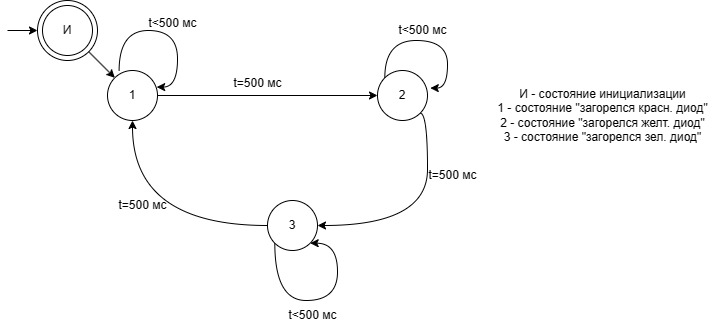 И
t<500 мс
t<500 мс
1
t=500 мс
2
И - состояние инициализации
1 - состояние "загорелся красн. диод"
2 - состояние "загорелся желт. диод"
3 - состояние "загорелся зел. диод"
t=500 мс
t=500 мс
3
t<500 мс